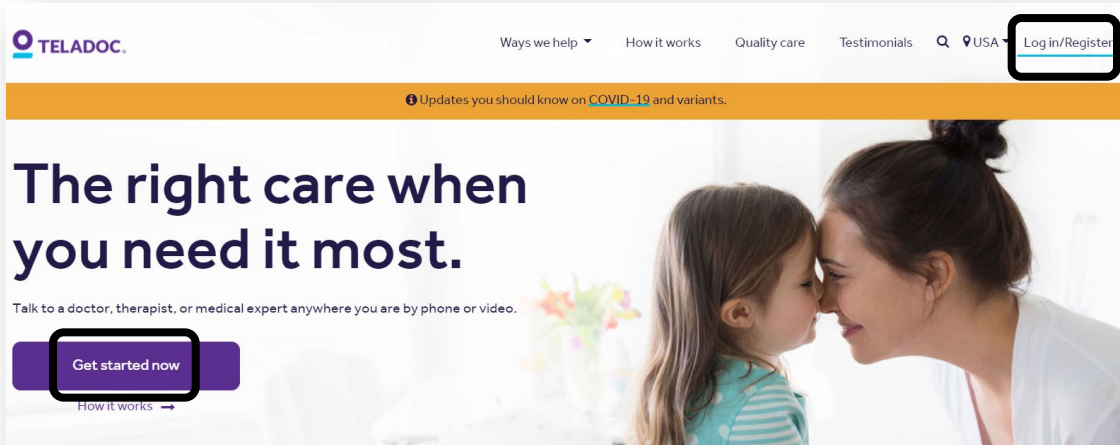 TELADOC.
Ways we help How it works Quality care Testimonials USA Log in/Register
Updates you should know on COVID-19 and variants.
The right care when
you need it most.
Talk to a doctor, therapist, or medical expert anywhere you are by phone or video.
Get started now
How it works →